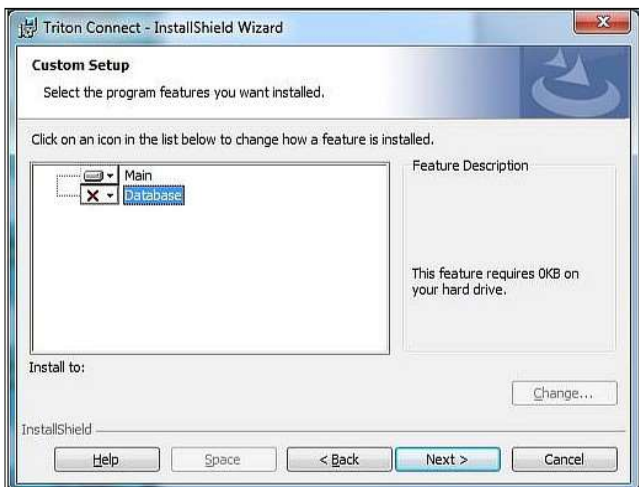 Triton Connect - InstallShield Wizard
Custom Setup
Select the program features you want installed.
Click on an icon in the list below to change how a feature is installed.
Main
Database
Feature Description
This feature requires 0KB on
your hard drive.
Install to:
Change...
InstallShield
Help
Space
< Back
Next >
Cancel